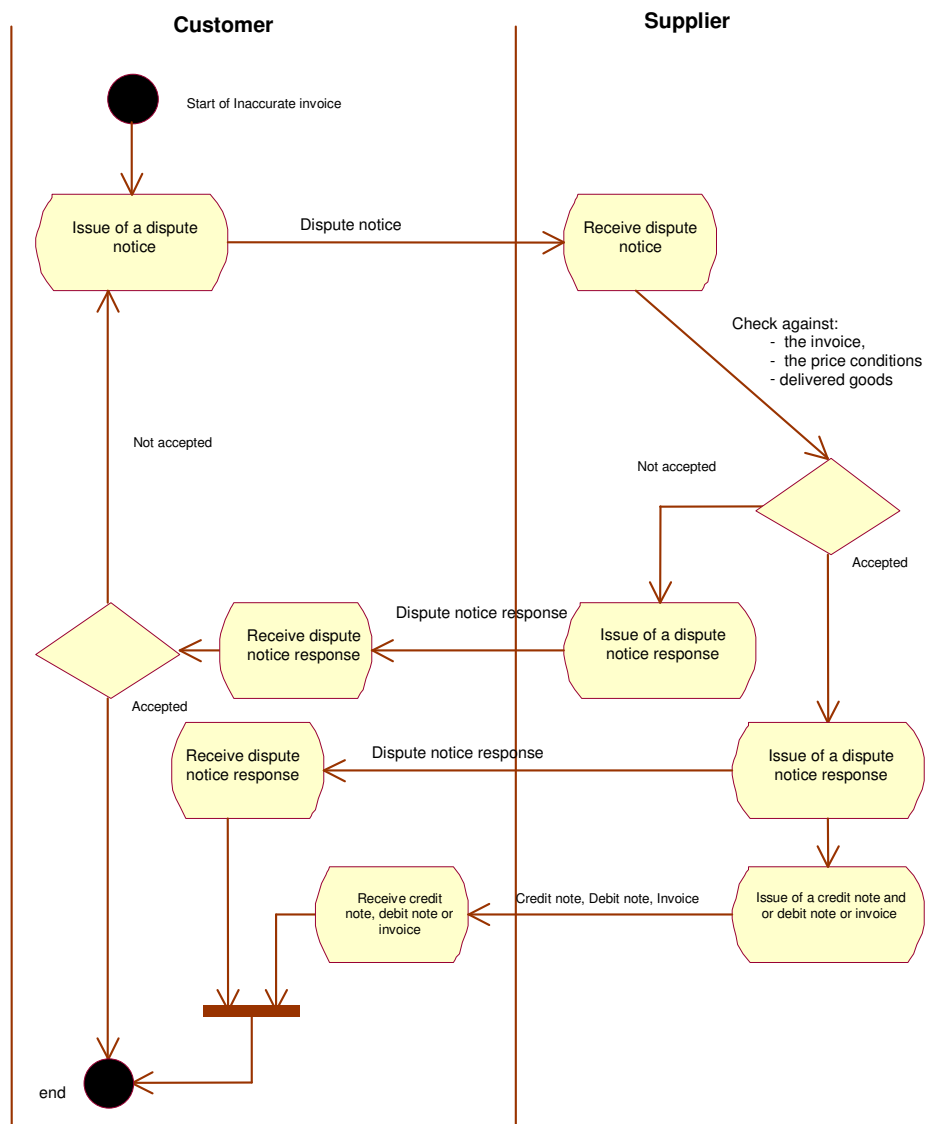 Customer
Supplier
Start of Inaccurate invoice
Issue of a dispute
notice
Dispute notice
Receive dispute
notice
Check against:
- the invoice,
- the price conditions
- delivered goods
Not accepted
Not accepted
Accepted
Dispute notice response
Receive dispute
notice response
Issue of a dispute
notice response
Accepted
Receive dispute
notice response
Dispute notice response
Issue of a dispute
notice response
Receive credit
note, debit note or
invoice
Credit note, Debit note, Invoice
Issue of a credit note and
or debit note or invoice
end